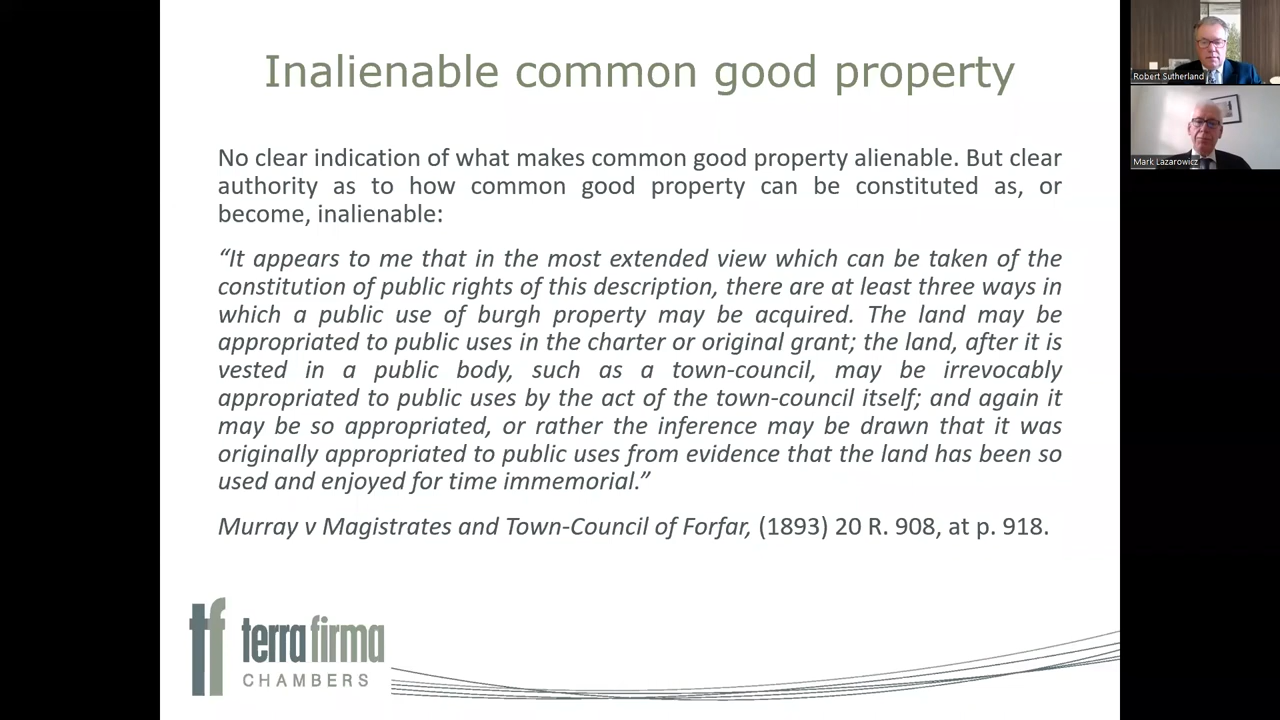 Inalienable common good property
No clear indication of what makes common good property alienable. But clear
authority as to how common good property can be constituted as, or
become, inalienable:
“It appears to me that in the most extended view which can be taken of the
constitution of public rights of this description, there are at least three ways in
which a public use of burgh property may be acquired. The land may be
appropriated to public uses in the charter or original grant; the land, after it is
vested in a public body, such as a town-council, may be irrevocably
appropriated to public uses by the act of the town-council itself; and again it
may be so appropriated, or rather the inference may be drawn that it was
originally appropriated to public uses from evidence that the land has been so
used and enjoyed for time immemorial.”
Murray v Magistrates and Town-Council of Forfar, (1893) 20 R. 908, at p. 918.
tf terra firma
CHAMBERS
Robert Sutherland
Mark Lazarowicz